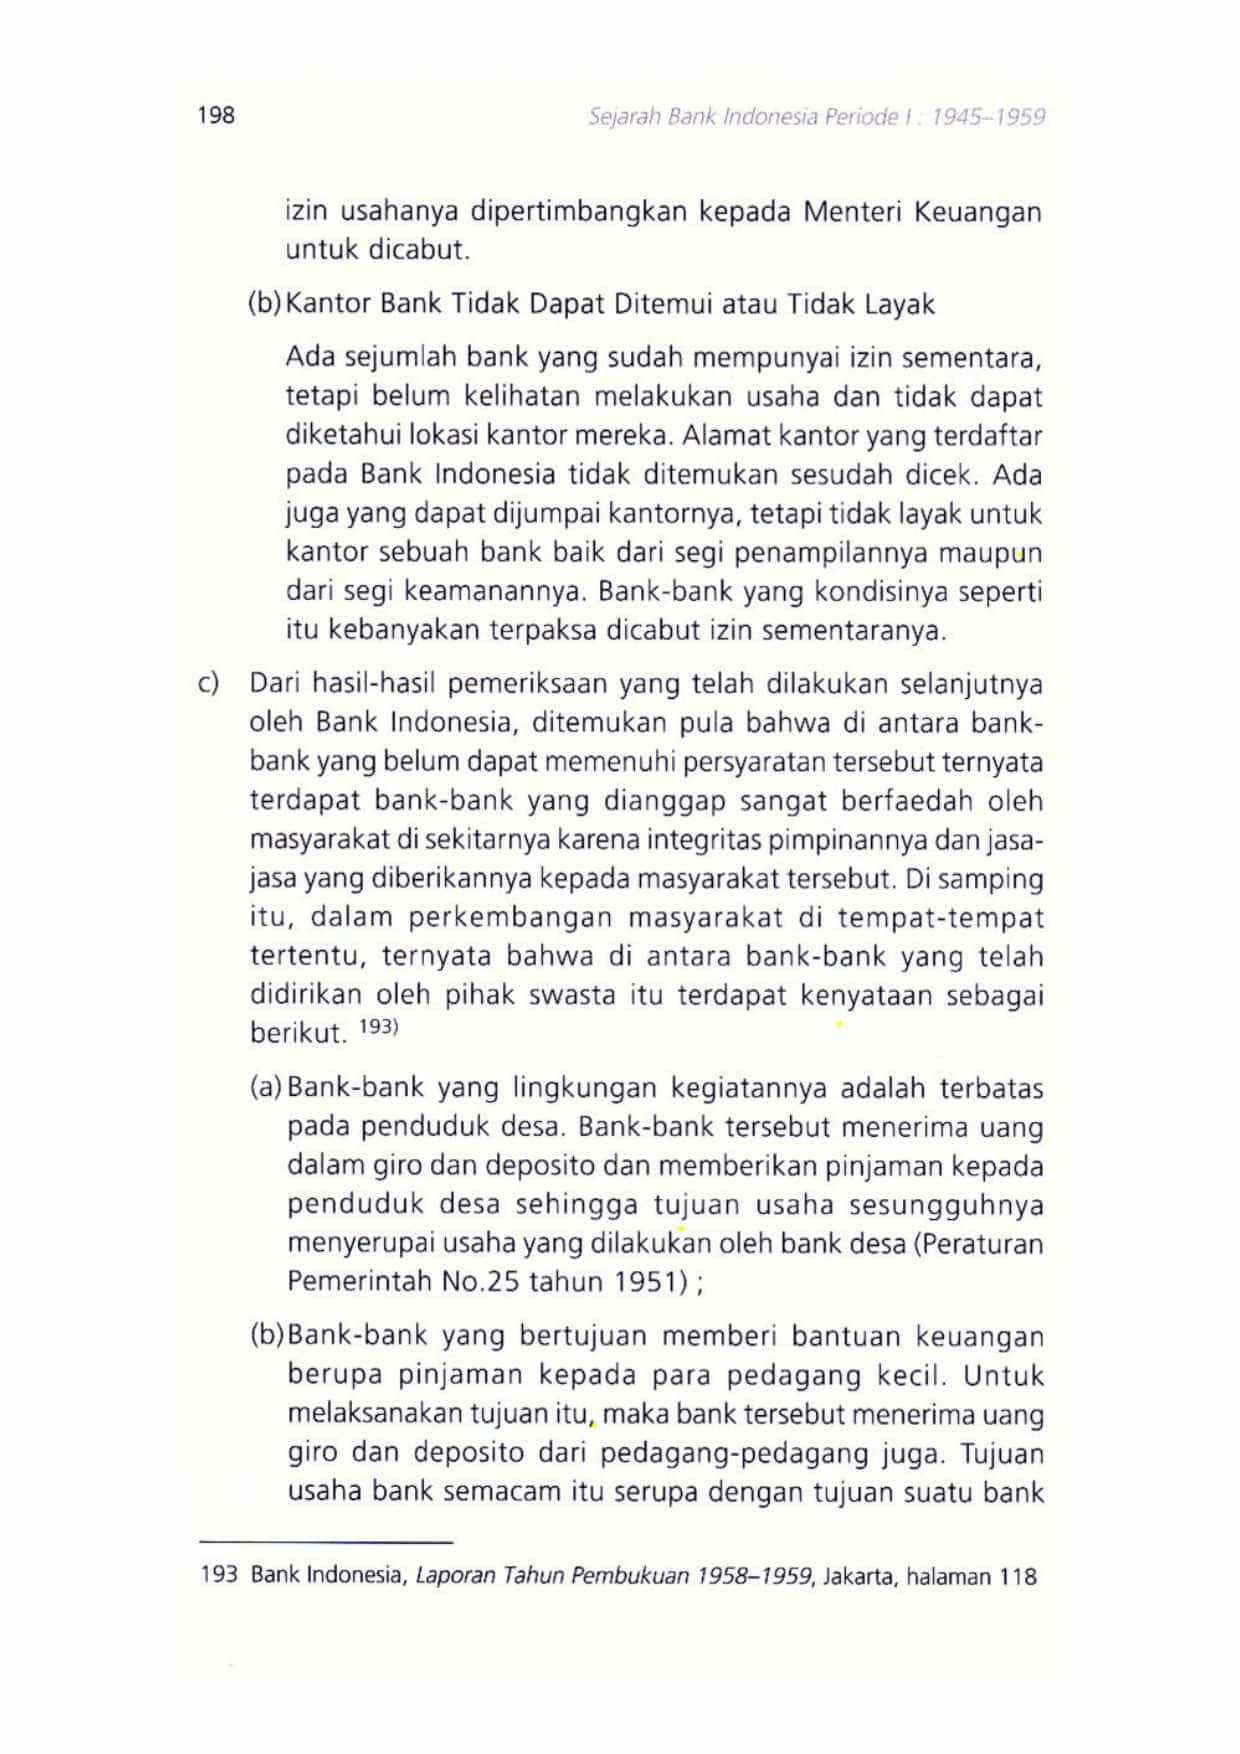 198
Sejarah Bank Indonesia Periode I : 1945–1959
izin usahanya dipertimbangkan kepada Menteri Keuangan
untuk dicabut.
(b) Kantor Bank Tidak Dapat Ditemui atau Tidak Layak
Ada sejumlah bank yang sudah mempunyai izin sementara,
tetapi belum kelihatan melakukan usaha dan tidak dapat
diketahui lokasi kantor mereka. Alamat kantor yang terdaftar
pada Bank Indonesia tidak ditemukan sesudah dicek. Ada
juga yang dapat dijumpai kantornya, tetapi tidak layak untuk
kantor sebuah bank baik dari segi penampilannya maupun
dari segi keamanannya. Bank-bank yang kondisinya seperti
itu kebanyakan terpaksa dicabut izin sementaranya.
c) Dari hasil-hasil pemeriksaan yang telah dilakukan selanjutnya
oleh Bank Indonesia, ditemukan pula bahwa di antara bank-
bank yang belum dapat memenuhi persyaratan tersebut ternyata
terdapat bank-bank yang dianggap sangat berfaedah oleh
masyarakat di sekitarnya karena integritas pimpinannya dan jasa-
jasa yang diberikannya kepada masyarakat tersebut. Di samping
itu, dalam perkembangan masyarakat di tempat-tempat
tertentu, ternyata bahwa di antara bank-bank yang telah
didirikan oleh pihak swasta itu terdapat kenyataan sebagai
berikut. 193)
(a) Bank-bank yang lingkungan kegiatannya adalah terbatas
pada penduduk desa. Bank-bank tersebut menerima uang
dalam giro dan deposito dan memberikan pinjaman kepada
penduduk desa sehingga tujuan usaha sesungguhnya
menyerupai usaha yang dilakukan oleh bank desa (Peraturan
Pemerintah No.25 tahun 1951) ;
(b) Bank-bank yang bertujuan memberi bantuan keuangan
berupa pinjaman kepada para pedagang kecil. Untuk
melaksanakan tujuan itu, maka bank tersebut menerima uang
giro dan deposito dari pedagang-pedagang juga. Tujuan
usaha bank semacam itu serupa dengan tujuan suatu bank
193 Bank Indonesia, Laporan Tahun Pembukuan 1958–1959, Jakarta, halaman 118